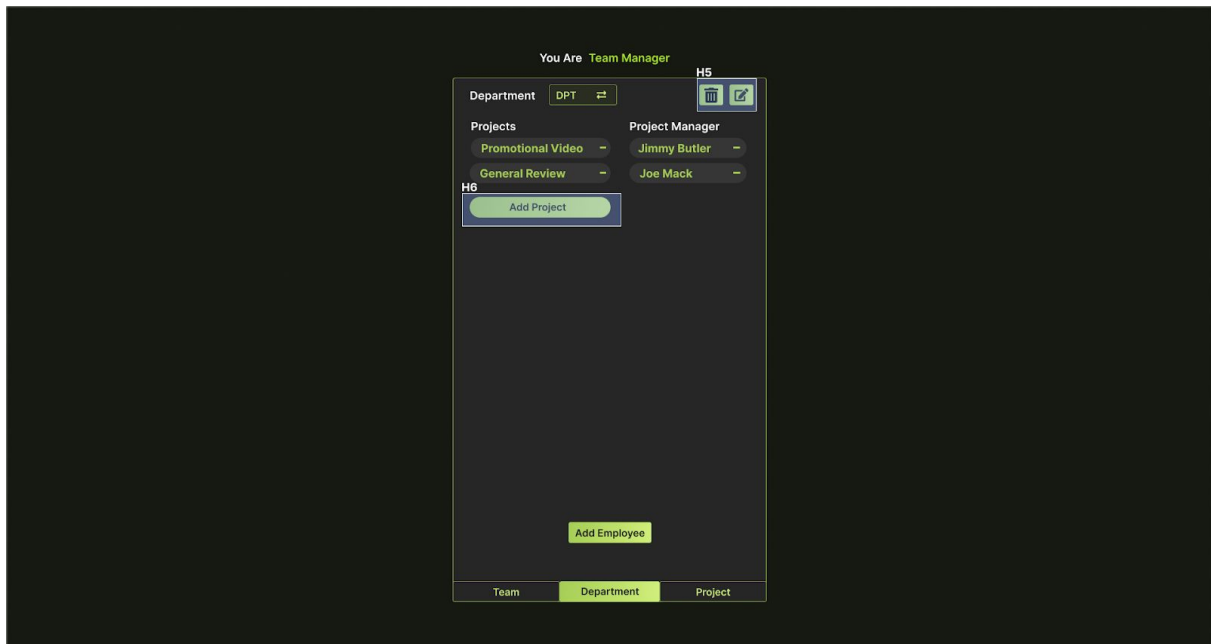 You Are Team Manager
H5
Department DPT
Projects Project Manager
Promotional Video Jimmy Butler
General Review Joe Mack
H6
Add Project
Add Employee
Team Department Project